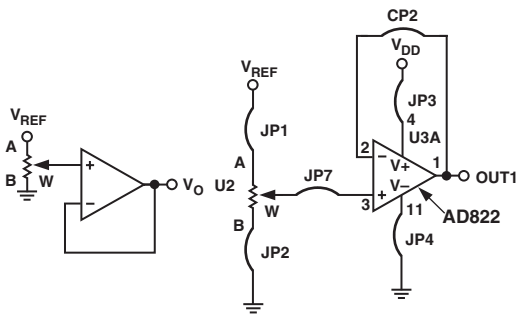 CP2
VDD
VREF
JP3
4
U3A
VREF
A
B
W
+
−
VO
JP1
A
U2
W
B
JP2
JP7
2
−
V+
1
OUT1
+
V−
3
11
AD822
JP4